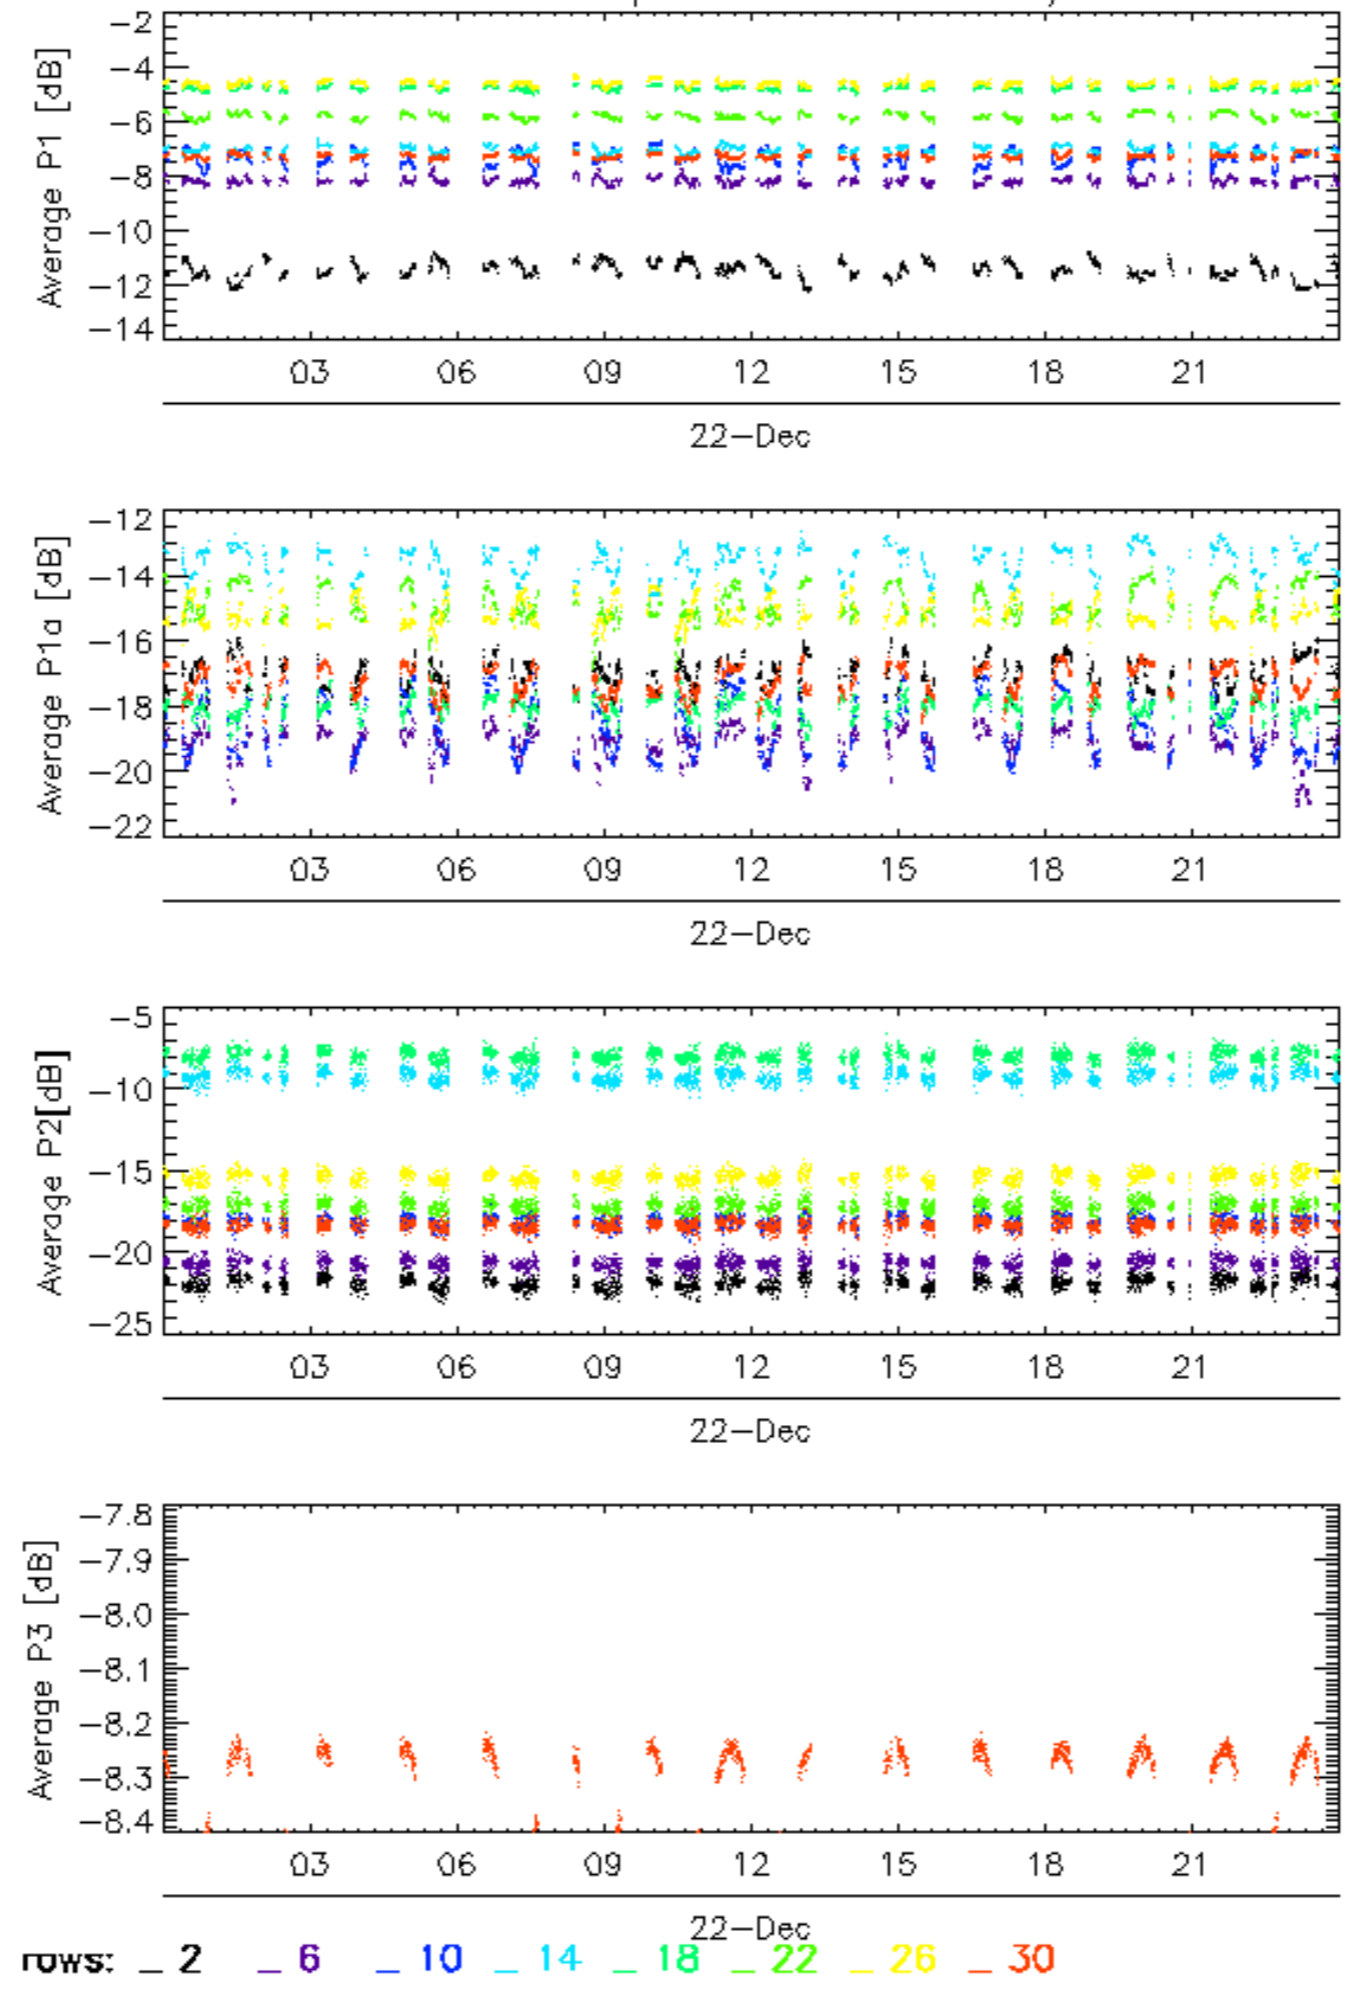 Average P1 [dB]
-2
-4
-6
-8
-10
-12
-14
03 06 09 12 15 18 21
22-Dec
Average P1a [dB]
-12
-14
-16
-18
-20
-22
03 06 09 12 15 18 21
22-Dec
Average P2[dB]
-5
-10
-15
-20
-25
03 06 09 12 15 18 21
22-Dec
Average P3 [dB]
-7.8
-7.9
-8.0
-8.1
-8.2
-8.3
-8.4
03 06 09 12 15 18 21
22-Dec
rows: _ 2 _ 6 _ 10 _ 14 _ 18 _ 22 _ 26 _ 30